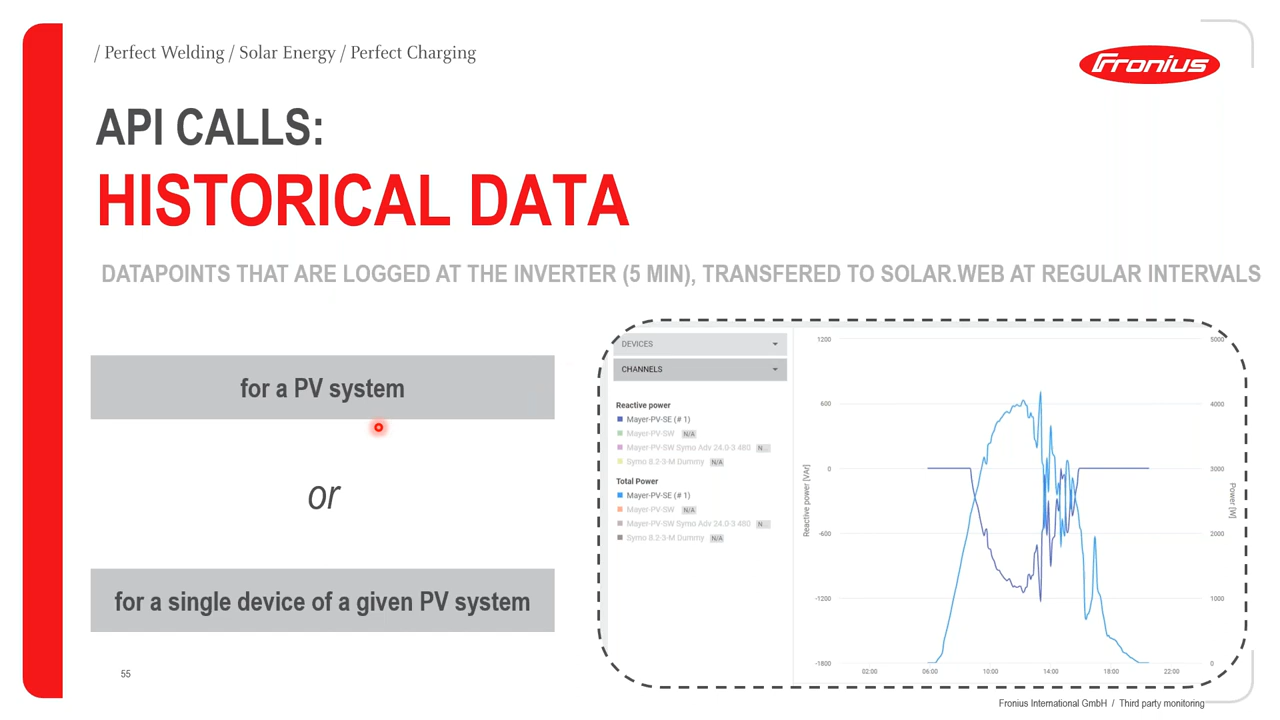 / Perfect Welding / Solar Energy / Perfect Charging
Fronius
API CALLS:
HISTORICAL DATA
DATAPOINTS THAT ARE LOGGED AT THE INVERTER (5 MIN), TRANSFERED TO SOLAR.WEB AT REGULAR INTERVALS
for a PV system
or
for a single device of a given PV system
DEVICES
CHANNELS
Reactive power
Mayer-PV-SE (# 1)
Mayer-PV-SW N/A
Mayer-PV-SW Symo Adv 24.0-3 480 N...
Symo 8.2-3-M Dummy N/A
Total Power
Mayer-PV-SE (# 1)
Mayer-PV-SW N/A
Mayer-PV-SW Symo Adv 24.0-3 480 N...
Symo 8.2-3-M Dummy N/A
Reactive power [VAr]
1200
600
0
-600
-1200
-1800
02:00 06:00 10:00 14:00 18:00 22:00
5000
4000
3000
2000
1000
0
Power [W]
55
Fronius International GmbH / Third party monitoring